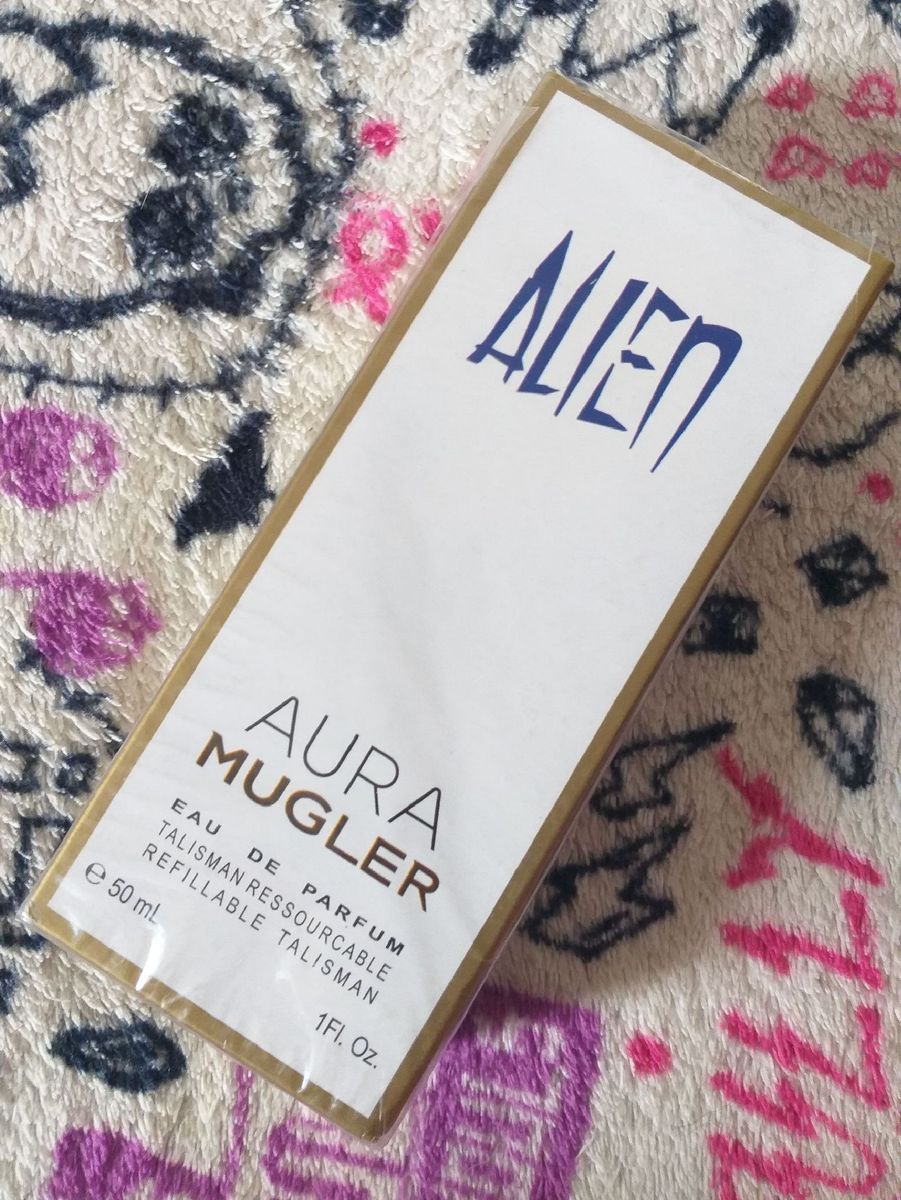 ALIEN
AURA
MUGLER
EAU DE PARFUM
TALISMAN RESSOURCABLE
REFILLABLE TALISMAN
e 50 mL
1Fl. Oz.